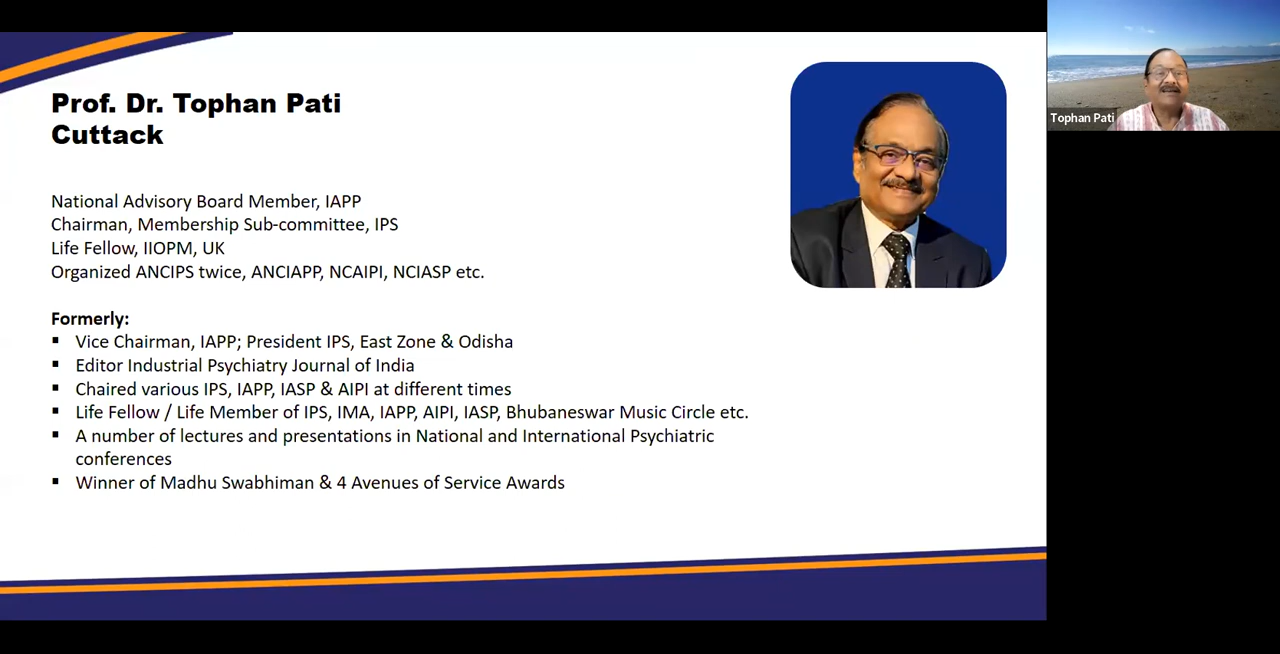 Prof. Dr. Tophan Pati
Cuttack
National Advisory Board Member, IAPP
Chairman, Membership Sub-committee, IPS
Life Fellow, IIOPM, UK
Organized ANCIPS twice, ANCIAPP, NCAIPI, NCIASP etc.
Formerly:
▪ Vice Chairman, IAPP; President IPS, East Zone & Odisha
▪ Editor Industrial Psychiatry Journal of India
▪ Chaired various IPS, IAPP, IASP & AIPI at different times
▪ Life Fellow / Life Member of IPS, IMA, IAPP, AIPI, IASP, Bhubaneswar Music Circle etc.
▪ A number of lectures and presentations in National and International Psychiatric
conferences
▪ Winner of Madhu Swabhiman & 4 Avenues of Service Awards
Tophan Pati